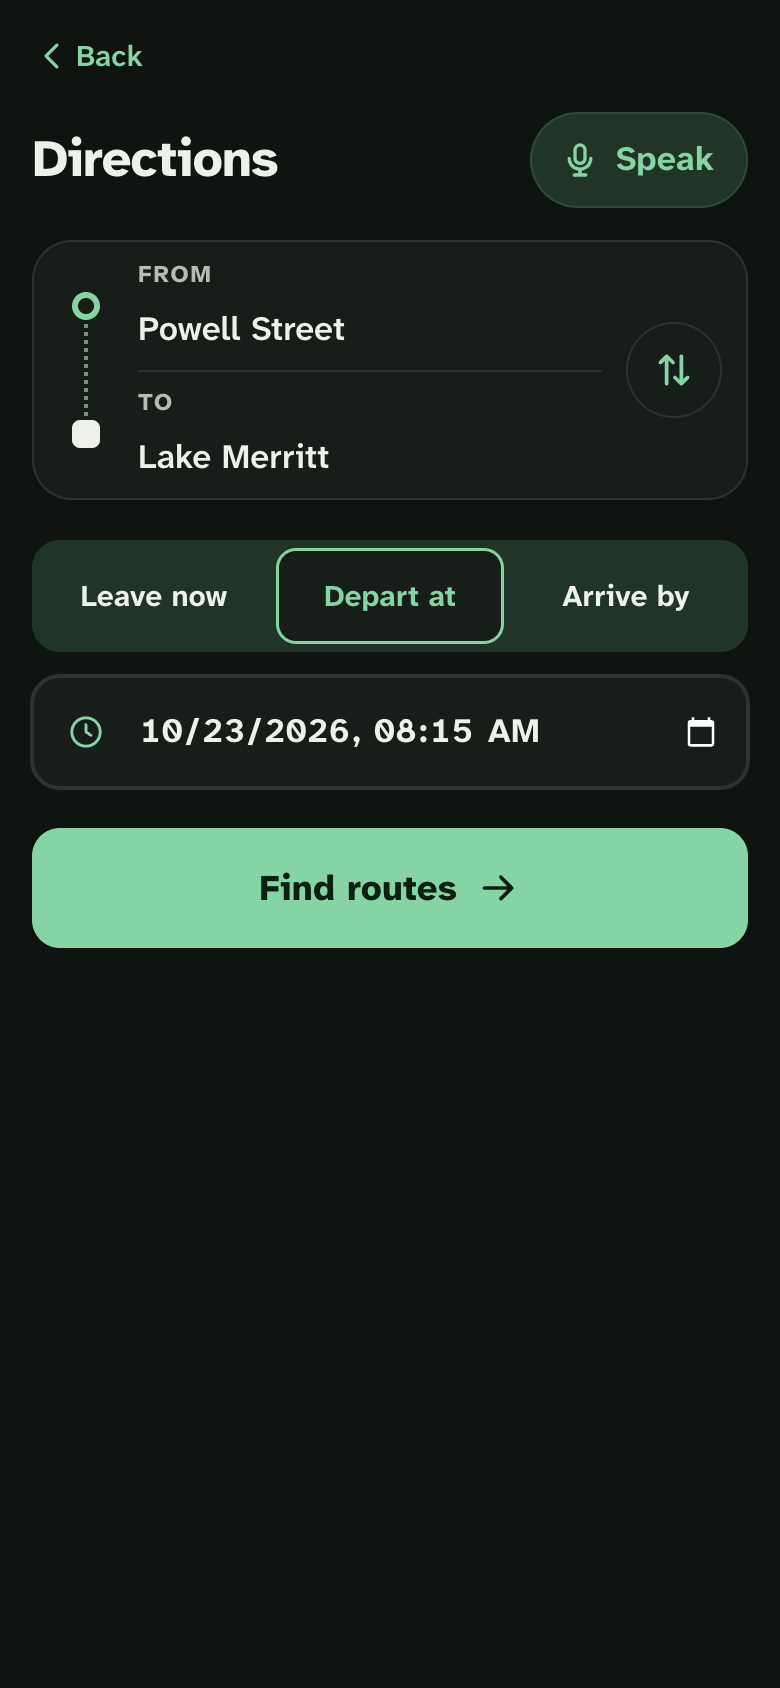 Back
Directions
Speak
FROM
Powell Street
TO
Lake Merritt
Leave now
Depart at
Arrive by
10/23/2026, 08:15 AM
Find routes